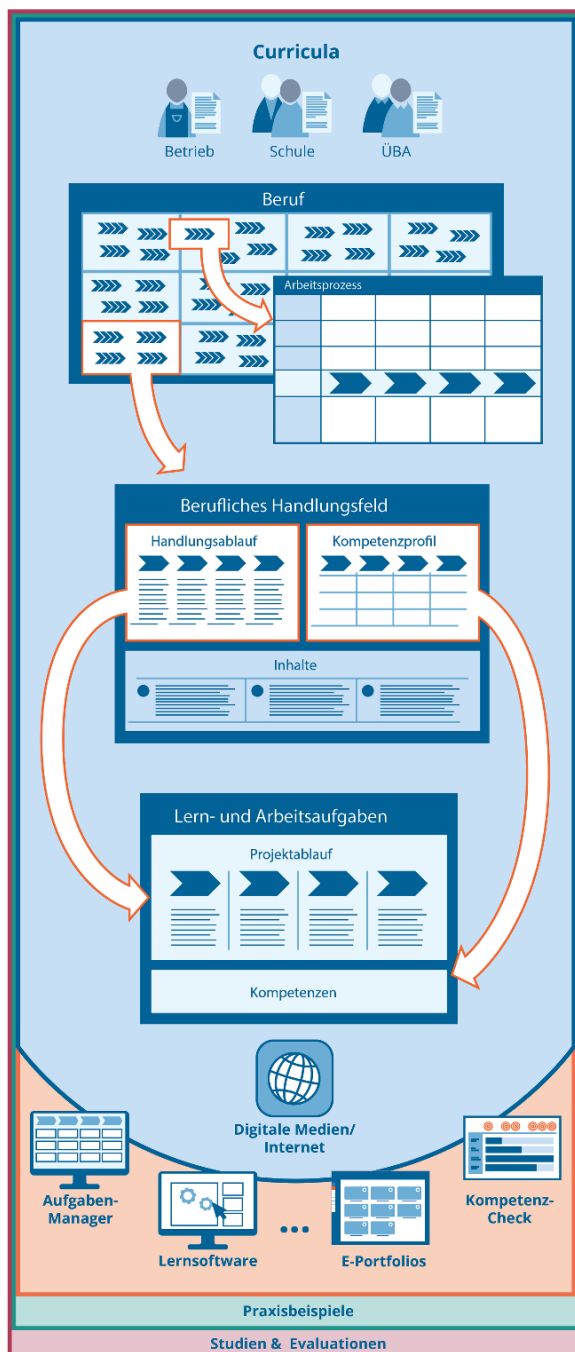 Curricula
Betrieb
Schule
ÜBA
Beruf
Arbeitsprozess
Berufliches Handlungsfeld
Handlungsablauf
Kompetenzprofil
Inhalte
Lern- und Arbeitsaufgaben
Projektablauf
Kompetenzen
Digitale Medien/
Internet
Aufgaben-
Manager
Lernsoftware
...
E-Portfolios
Kompetenz-
Check
Praxisbeispiele
Studien & Evaluationen